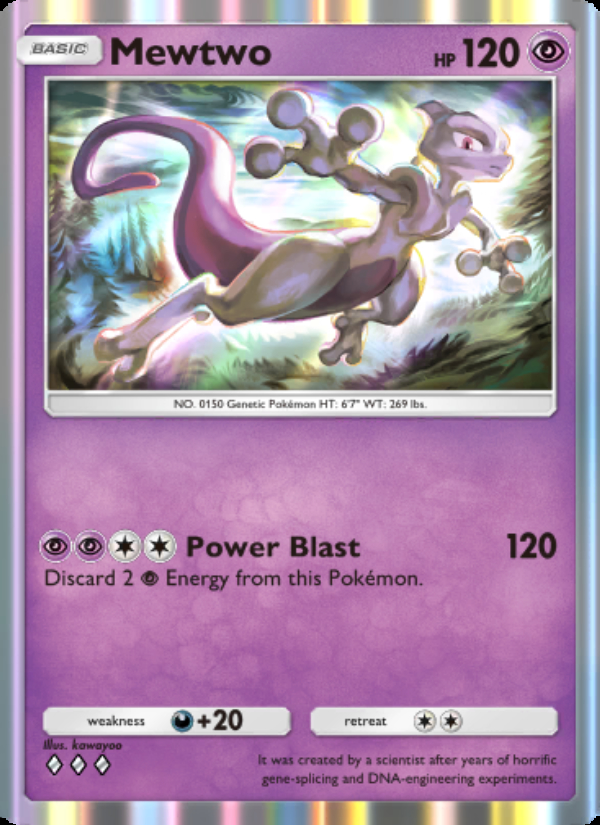 BASIC Mewtwo HP 120
NO. 0150 Genetic Pokémon HT: 6'7" WT: 269 lbs.
Power Blast 120
Discard 2 Energy from this Pokémon.
weakness +20 retreat
Illus. kawayoo
It was created by a scientist after years of horrific
gene-splicing and DNA-engineering experiments.